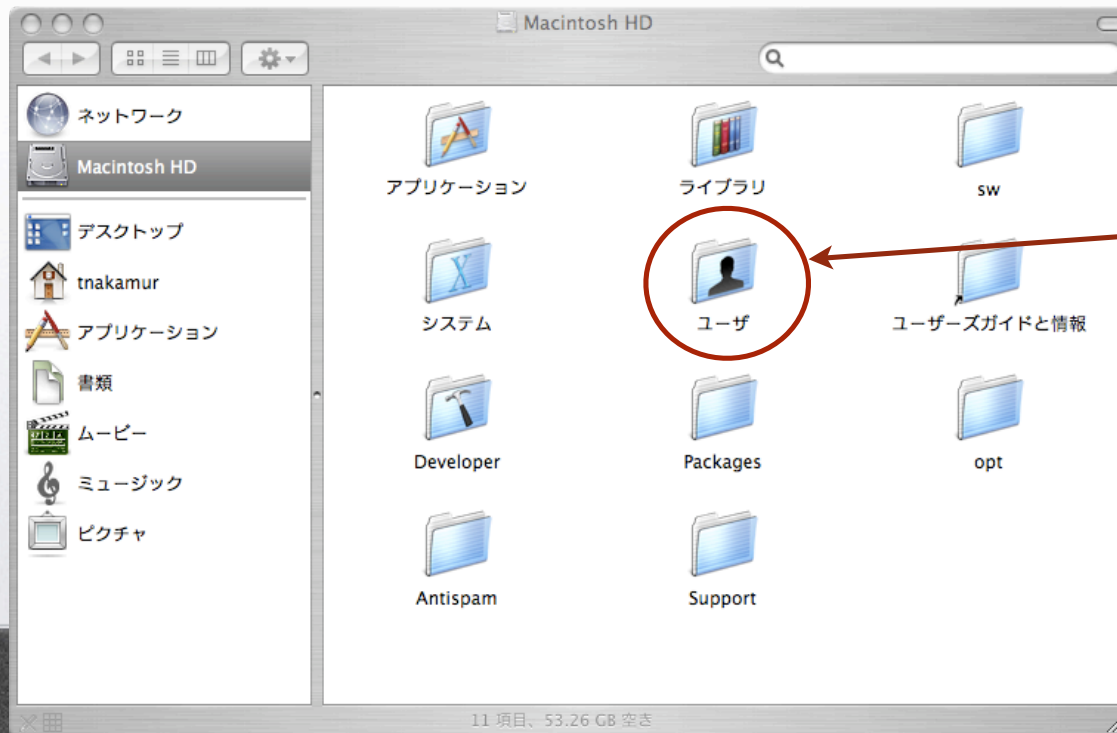 Macintosh HD
ネットワーク
Macintosh HD
デスクトップ
tnakamur
アプリケーション
書類
ムービー
ミュージック
ピクチャ
アプリケーション
ライブラリ
sw
システム
ユーザ
ユーザーズガイドと情報
Developer
Packages
opt
Antispam
Support
11 項目、53.26 GB 空き